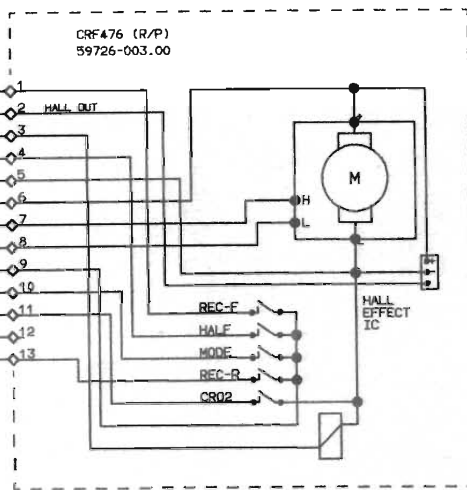 CRF476 (R/P)
59726-003.00
1
2 HALL OUT
3
4
5
6
7
8
9
10
11
12
13
M
H
L
+
-
HALL
EFFECT
IC
REC-F
HALF
MODE
REC-R
CRO2